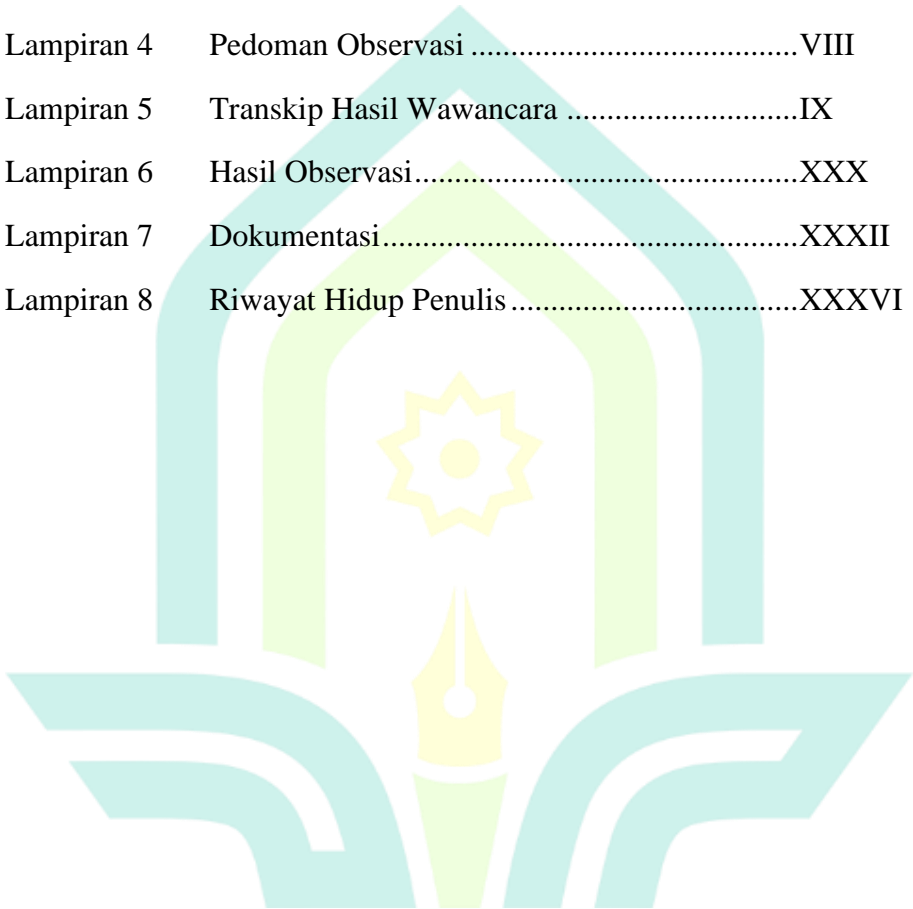 Lampiran 4 Pedoman Observasi .........................................VIII
Lampiran 5 Transkip Hasil Wawancara .............................IX
Lampiran 6 Hasil Observasi................................................XXX
Lampiran 7 Dokumentasi....................................................XXXII
Lampiran 8 Riwayat Hidup Penulis ....................................XXXVI